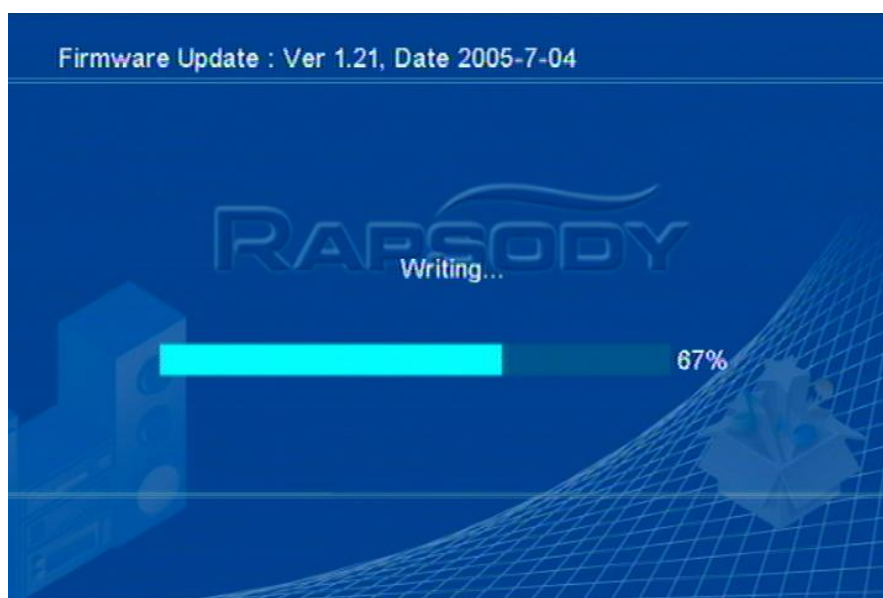 Firmware Update : Ver 1.21, Date 2005-7-04
RAPSODY
Writing...
67%